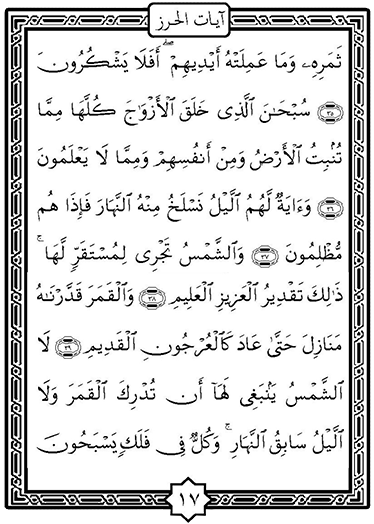 آيات الحرز
ثَمَرِهِۦ وَمَا عَمِلَتْهُ أَيْدِيهِمْ ۖ أَفَلَا يَشْكُرُونَ
﴿٣٥﴾ سُبْحَٰنَ ٱلَّذِى خَلَقَ ٱلْأَزْوَٰجَ كُلَّهَا مِمَّا
تُنۢبِتُ ٱلْأَرْضُ وَمِنْ أَنفُسِهِمْ وَمِمَّا لَا يَعْلَمُونَ
﴿٣٦﴾ وَءَايَةٌ لَّهُمُ ٱلَّيْلُ نَسْلَخُ مِنْهُ ٱلنَّهَارَ فَإِذَا هُم
مُّظْلِمُونَ ﴿٣٧﴾ وَٱلشَّمْسُ تَجْرِى لِمُسْتَقَرٍّ لَّهَا ۚ
ذَٰلِكَ تَقْدِيرُ ٱلْعَزِيزِ ٱلْعَلِيمِ ﴿٣٨﴾ وَٱلْقَمَرَ قَدَّرْنَٰهُ
مَنَازِلَ حَتَّىٰ عَادَ كَٱلْعُرْجُونِ ٱلْقَدِيمِ ﴿٣٩﴾ لَا
ٱلشَّمْسُ يَنۢبَغِى لَهَآ أَن تُدْرِكَ ٱلْقَمَرَ وَلَا
ٱلَّيْلُ سَابِقُ ٱلنَّهَارِ ۚ وَكُلٌّ فِى فَلَكٍ يَسْبَحُونَ
١٧